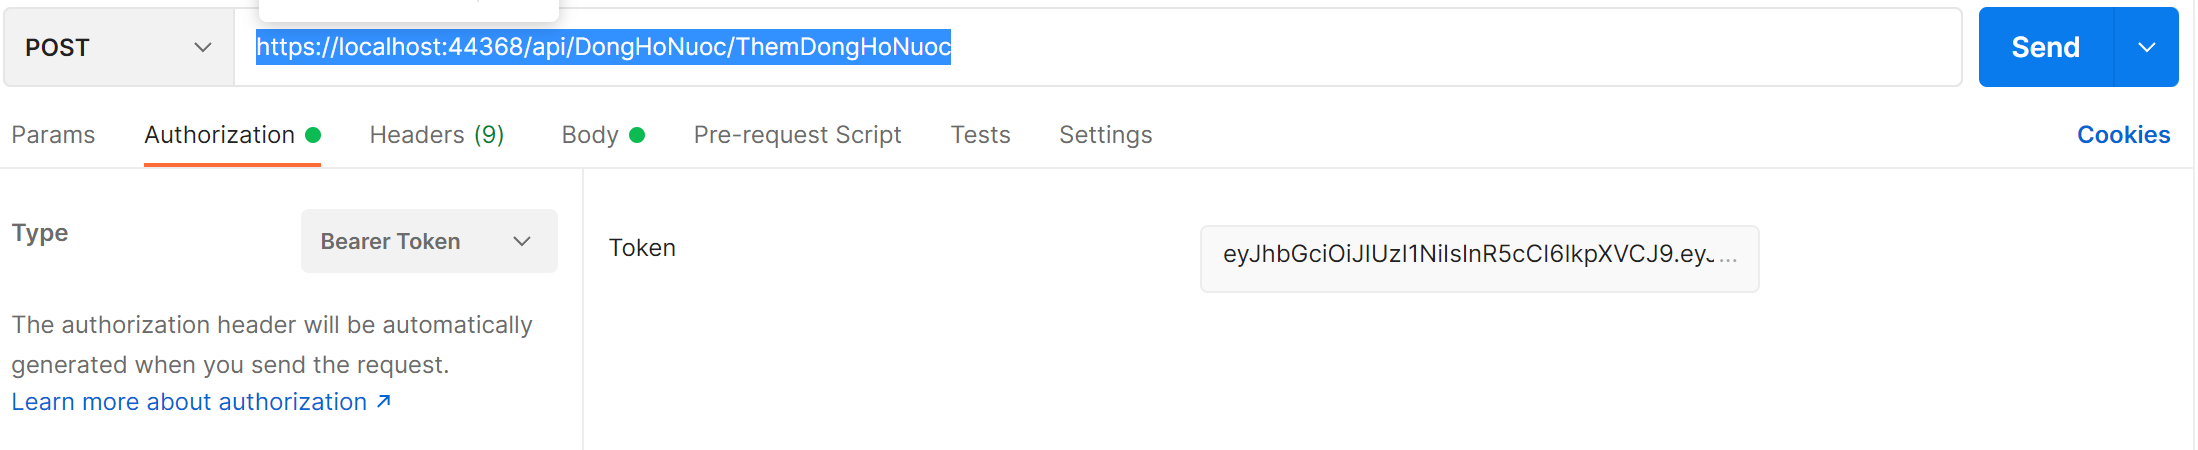 POST
https://localhost:44368/api/DongHoNuoc/ThemDongHoNuoc
Send
Params Authorization Headers (9) Body Pre-request Script Tests Settings Cookies
Type Bearer Token
Token eyJhbGciOiJIUzI1NiIsInR5cCI6IkpXVCJ9.eyJ...
The authorization header will be automatically
generated when you send the request.
Learn more about authorization ↗